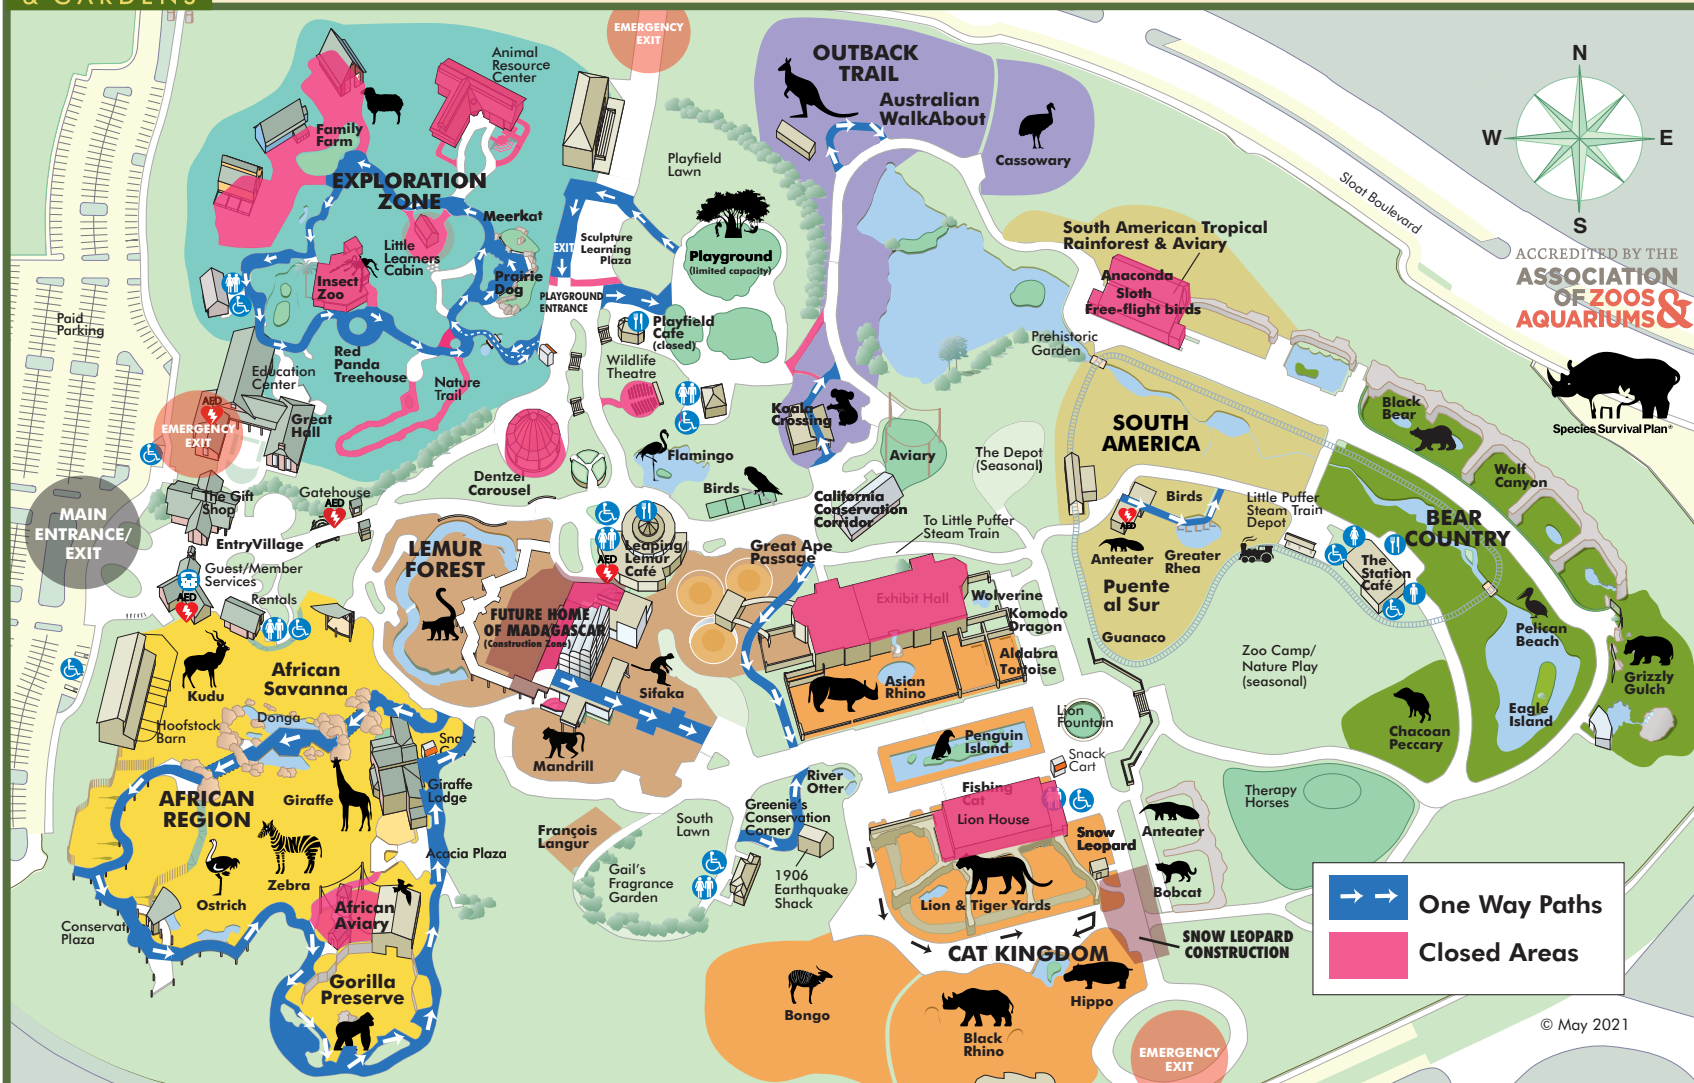 & GARDENS
EMERGENCY
EXIT
OUTBACK
TRAIL
Australian
WalkAbout
Cassowary
N
W
E
S
Sloat Boulevard
ACCREDITED BY THE
ASSOCIATION
OF ZOOS
& AQUARIUMS
Species Survival Plan®
Animal
Resource
Center
Family
Farm
EXPLORATION
ZONE
Meerkat
Little
Learners
Cabin
Insect
Zoo
Prairie
Dog
EXIT
Sculpture
Learning
Plaza
PLAYGROUND
ENTRANCE
Playfield
Lawn
Playground
(limited capacity)
Playfield
Cafe
(closed)
Wildlife
Theatre
Red
Panda
Treehouse
Nature
Trail
Education
Center
Great
Hall
Paid
Parking
AED
EMERGENCY
EXIT
MAIN
ENTRANCE/
EXIT
The Gift
Shop
Gatehouse
AED
EntryVillage
Guest/Member
Services
AED
Rentals
Dentzel
Carousel
Flamingo
Birds
Koala
Crossing
Aviary
California
Conservation
Corridor
The Depot
(Seasonal)
To Little Puffer
Steam Train
South American Tropical
Rainforest & Aviary
Anaconda
Sloth
Free-flight birds
Prehistoric
Garden
SOUTH
AMERICA
Birds
AED
Anteater
Greater
Rhea
Puente
al Sur
Guanaco
Little Puffer
Steam Train
Depot
Black
Bear
Wolf
Canyon
BEAR
COUNTRY
The
Station
Café
Pelican
Beach
Eagle
Island
Grizzly
Gulch
Chacoan
Peccary
Zoo Camp/
Nature Play
(seasonal)
Therapy
Horses
LEMUR
FOREST
Leaping
Lemur
Café
AED
FUTURE HOME
OF MADAGASCAR
(Construction Zone)
Sifaka
Mandrill
Great Ape
Passage
Exhibit Hall
Wolverine
Komodo
Dragon
Aldabra
Tortoise
Asian
Rhino
Penguin
Island
Lion
Fountain
Snack
Cart
Fishing
Cat
Lion House
Snow
Leopard
Lion & Tiger Yards
CAT KINGDOM
Anteater
Bobcat
SNOW LEOPARD
CONSTRUCTION
Hippo
Black
Rhino
Bongo
EMERGENCY
EXIT
River
Otter
Greenie's
Conservation
Corner
1906
Earthquake
Shack
South
Lawn
Gail's
Fragrance
Garden
François
Langur
Kudu
African
Savanna
Hoofstock
Barn
Donga
Snack
Giraffe
Lodge
Giraffe
AFRICAN
REGION
Zebra
Ostrich
Acacia Plaza
African
Aviary
Gorilla
Preserve
Plaza
One Way Paths
Closed Areas
© May 2021